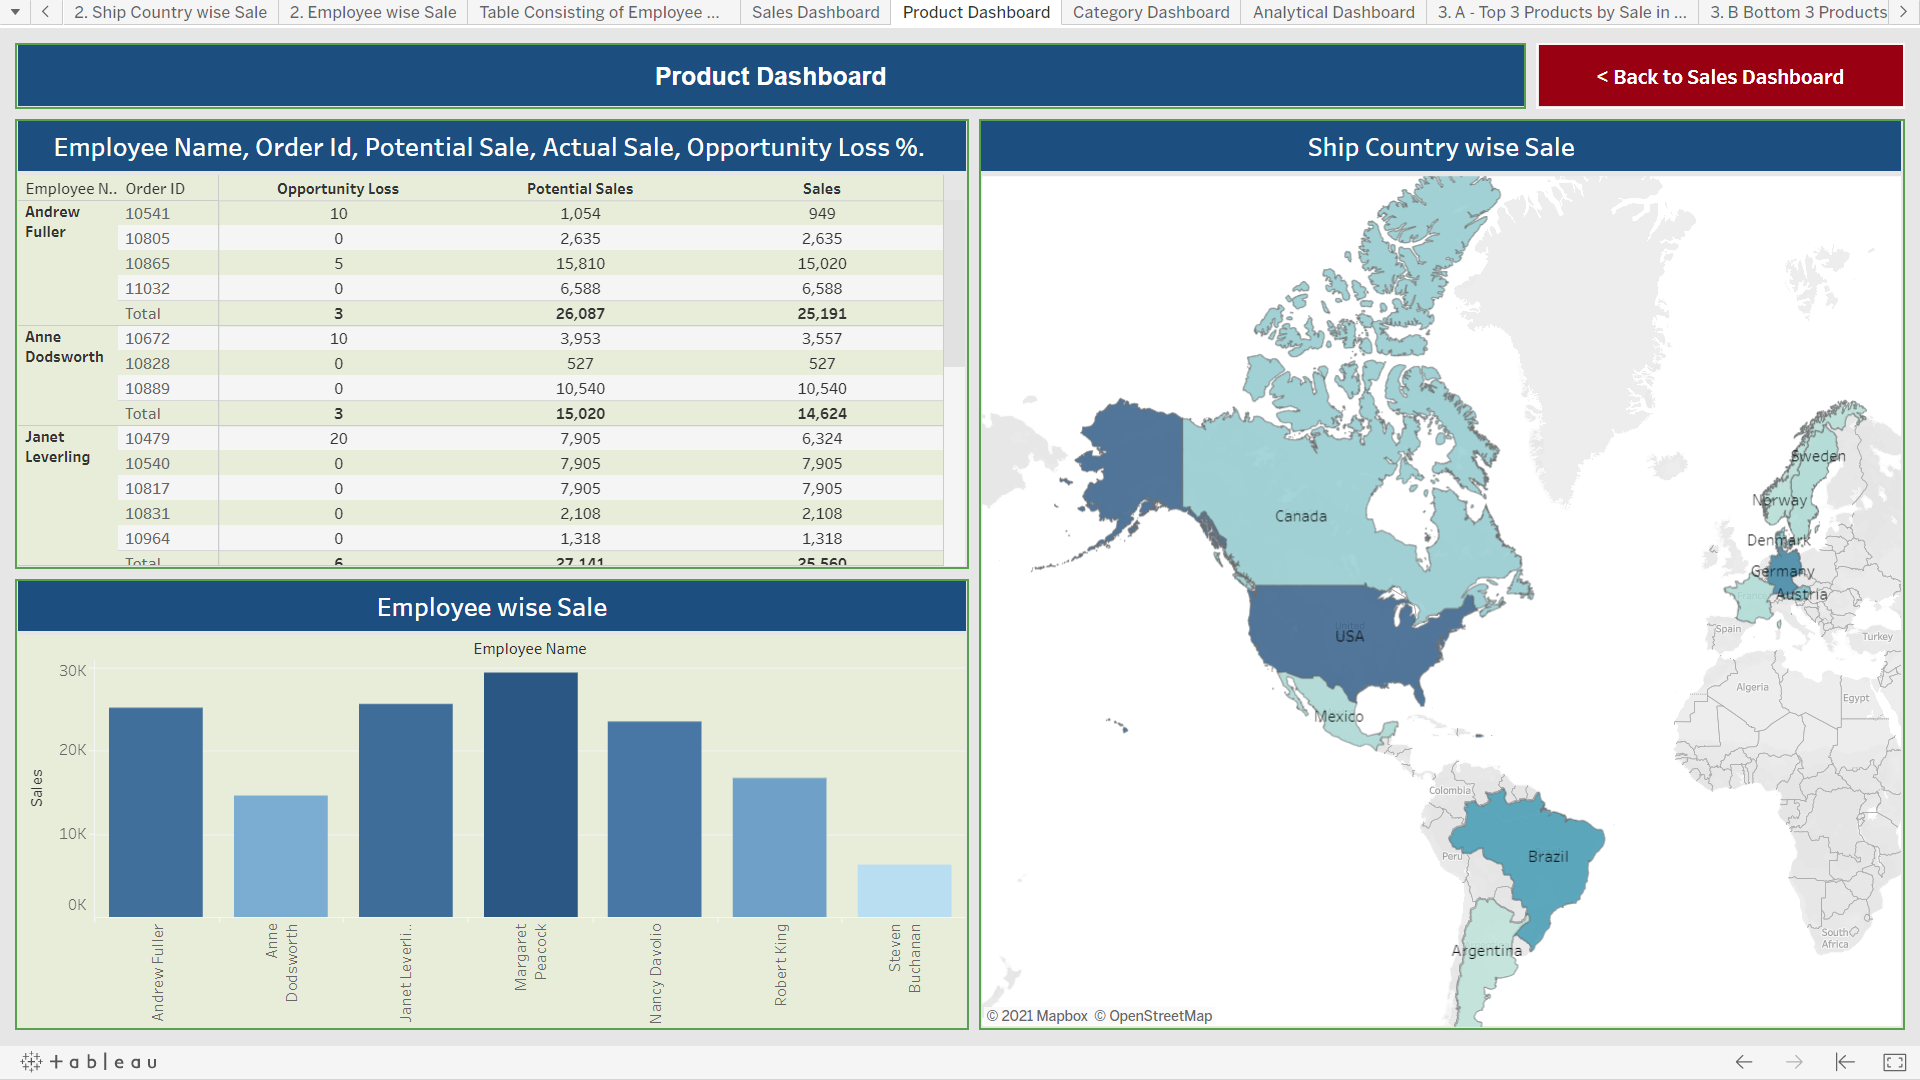 2. Ship Country wise Sale
2. Employee wise Sale
Table Consisting of Employee ...
Sales Dashboard
Product Dashboard
Category Dashboard
Analytical Dashboard
3. A - Top 3 Products by Sale in ...
3. B Bottom 3 Products
Product Dashboard
< Back to Sales Dashboard
Employee Name, Order Id, Potential Sale, Actual Sale, Opportunity Loss %.
Employee N.. Order ID Opportunity Loss Potential Sales Sales
Andrew Fuller 10541 10 1,054 949
10805 0 2,635 2,635
10865 5 15,810 15,020
11032 0 6,588 6,588
Total 3 26,087 25,191
Anne Dodsworth 10672 10 3,953 3,557
10828 0 527 527
10889 0 10,540 10,540
Total 3 15,020 14,624
Janet Leverling 10479 20 7,905 6,324
10540 0 7,905 7,905
10817 0 7,905 7,905
10831 0 2,108 2,108
10964 0 1,318 1,318
Total 6 27,141 25,560
Employee wise Sale
Employee Name
Sales
30K
20K
10K
0K
Andrew Fuller
Anne Dodsworth
Janet Leverli..
Margaret Peacock
Nancy Davolio
Robert King
Steven Buchanan
Ship Country wise Sale
Sweden
Norway
Denmark
Germany
Austria
France
Spain
Turkey
Canada
United
USA
Mexico
Algeria
Egypt
Colombia
Peru
Brazil
Argentina
South Africa
© 2021 Mapbox © OpenStreetMap
+ a b | e a u